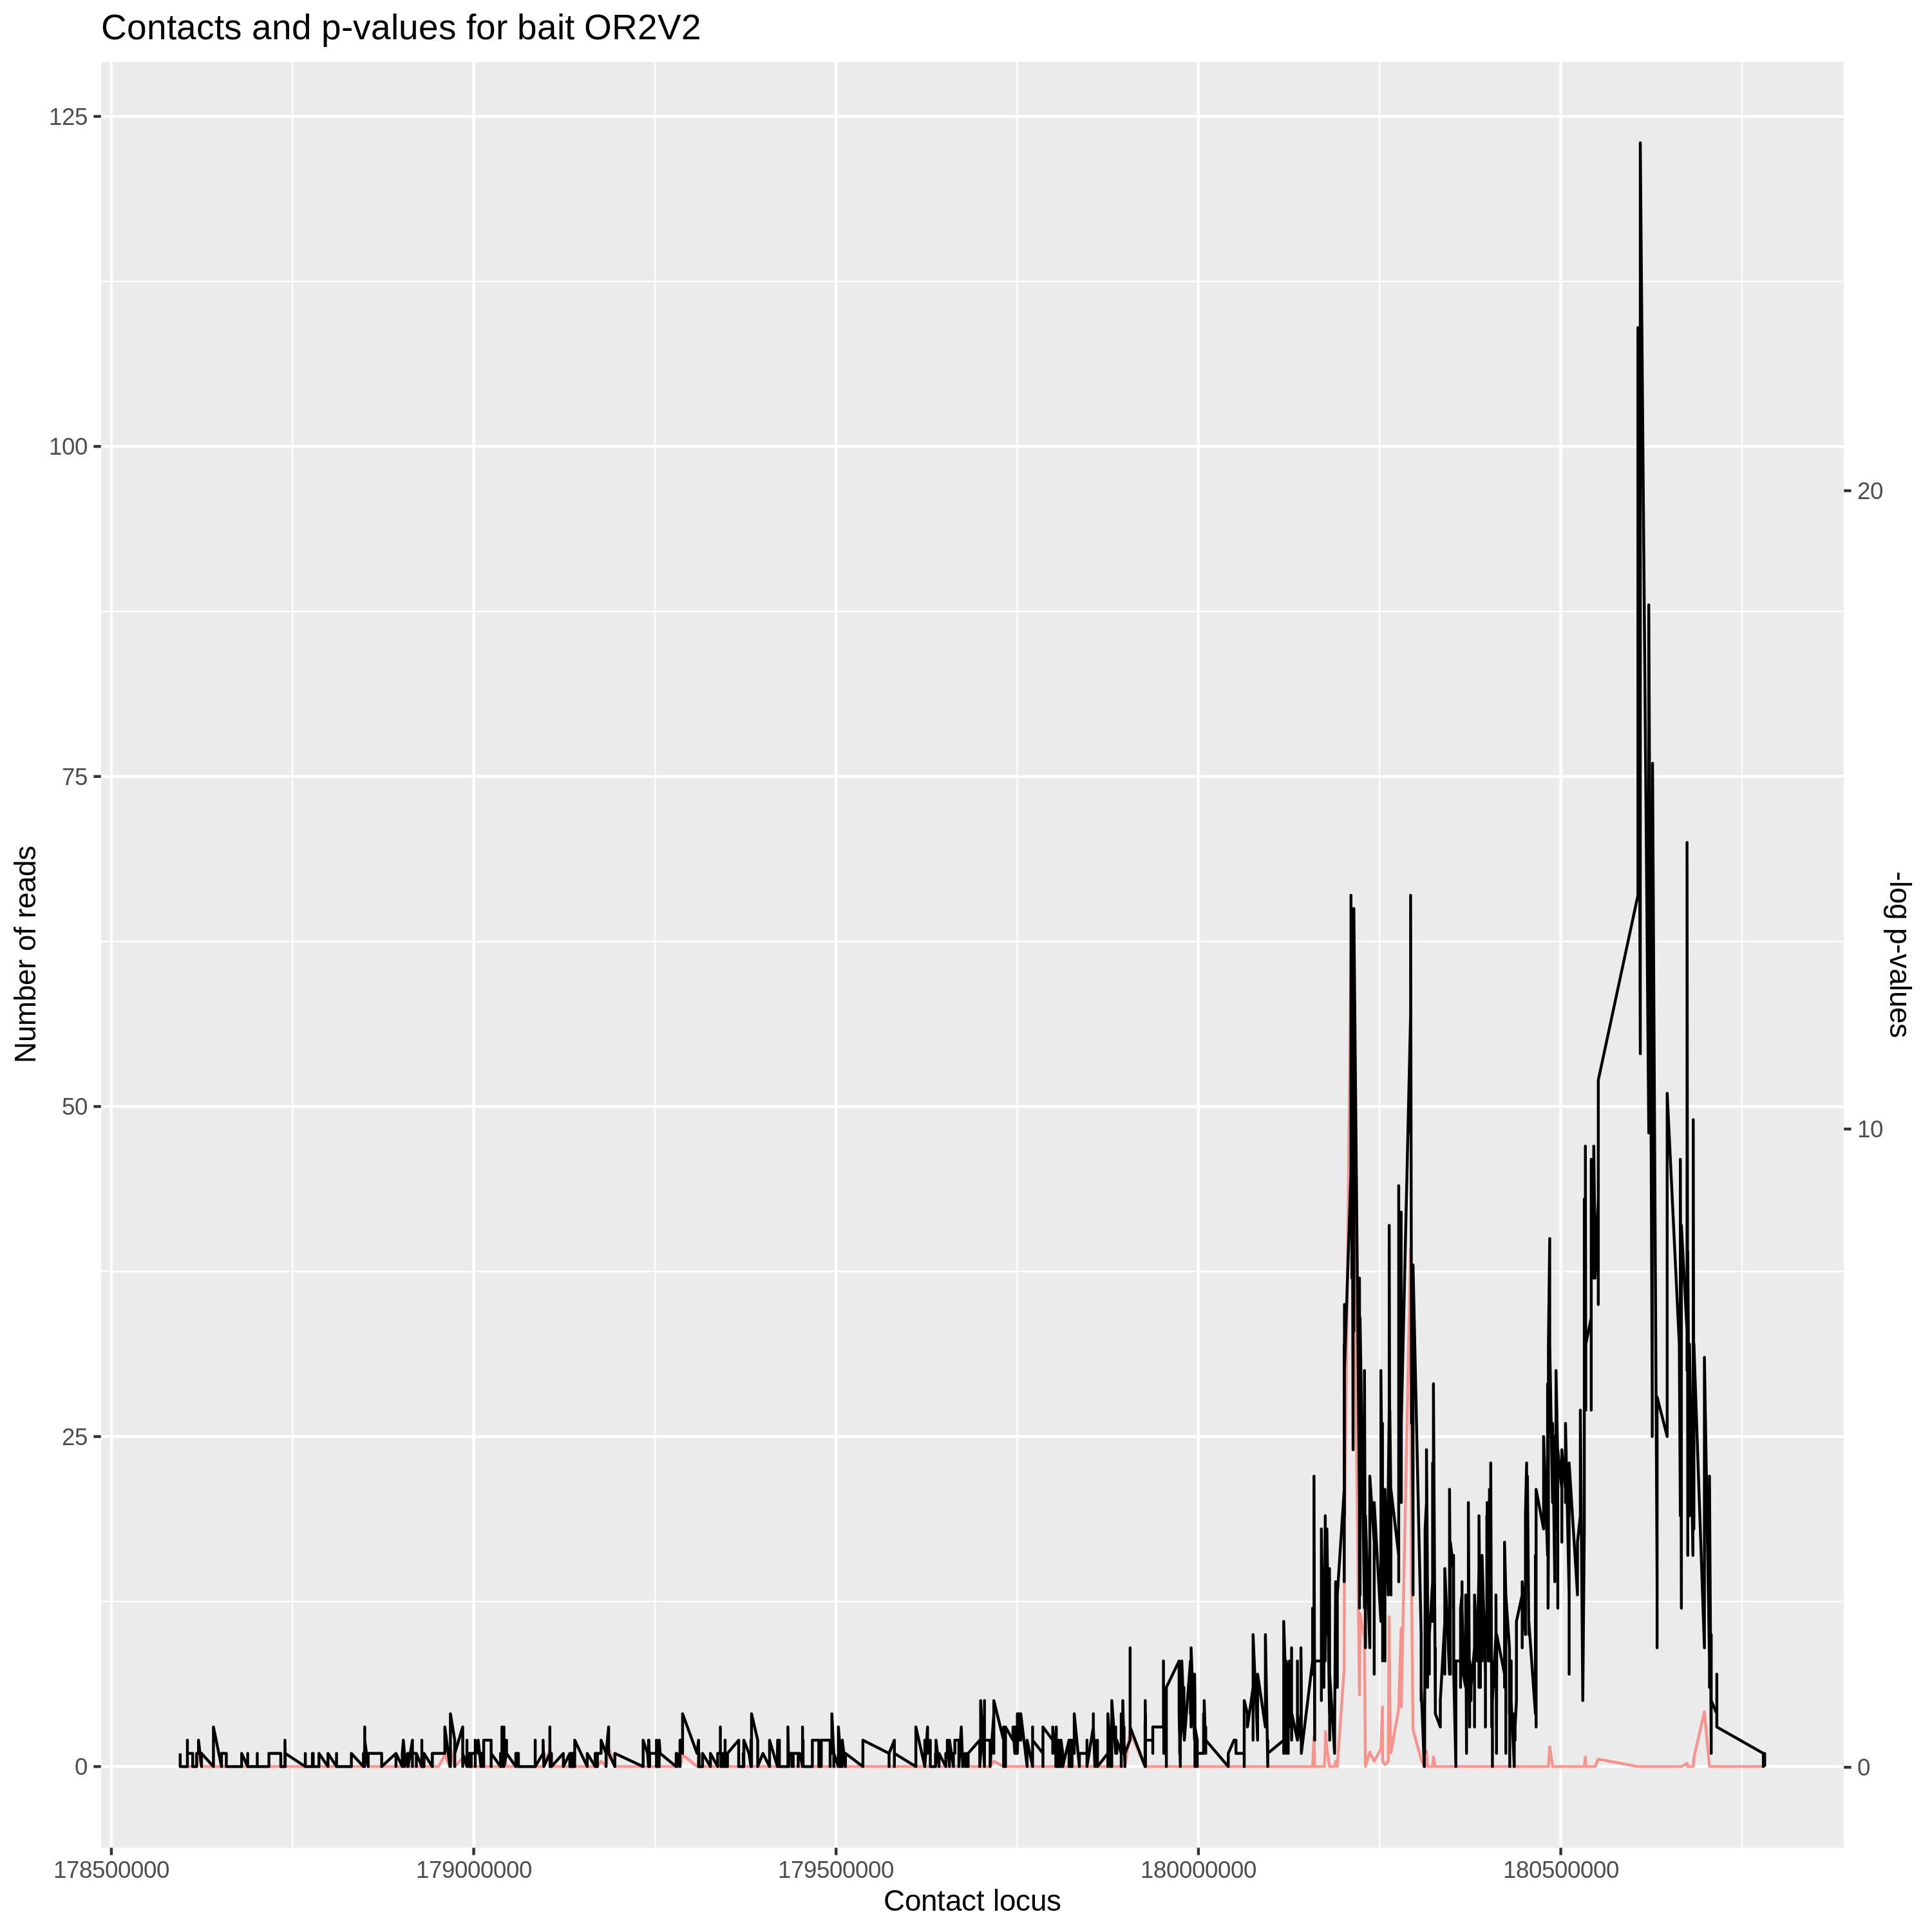 Contacts and p-values for bait OR2V2
125
100
75
50
25
0
Number of reads
20
10
0
-log p-values
178500000 179000000 179500000 180000000 180500000
Contact locus